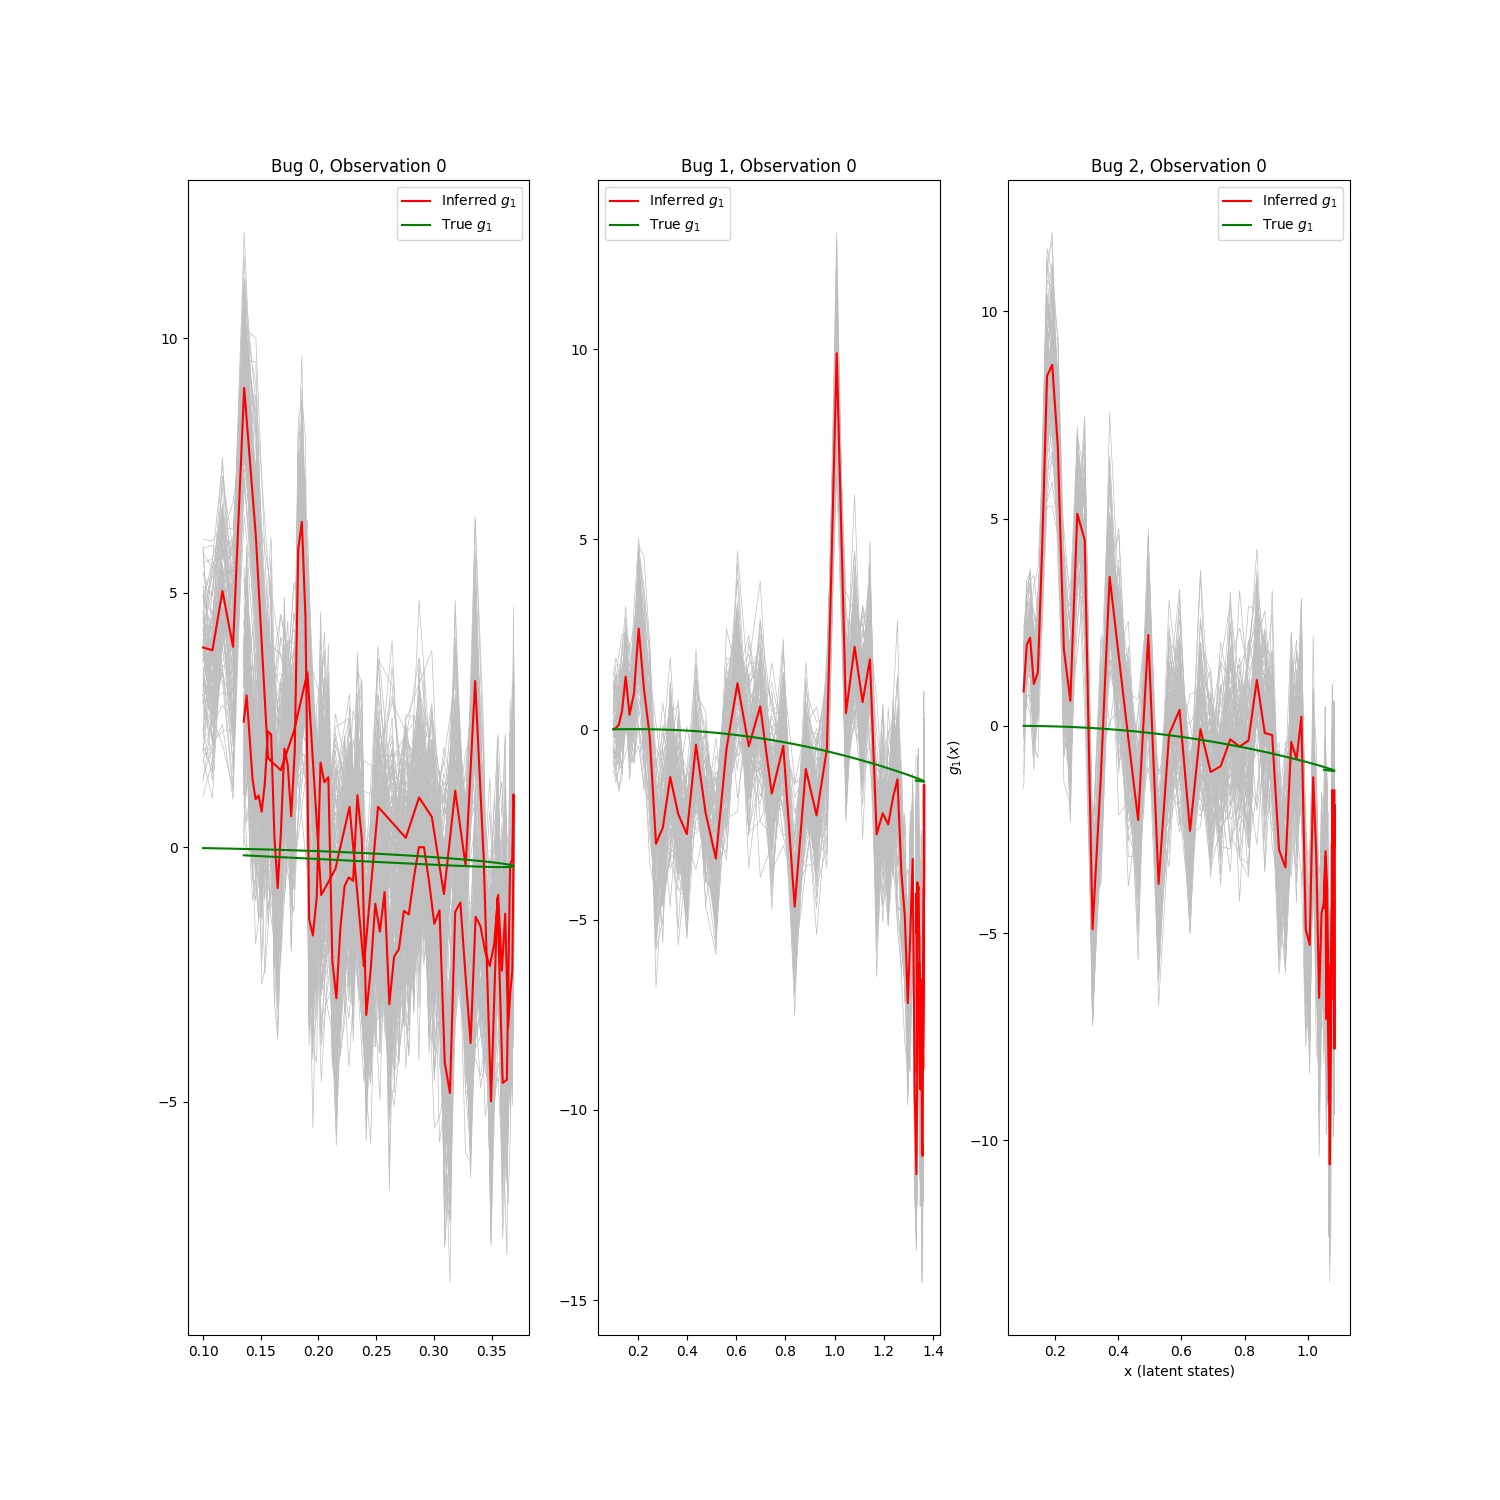 Bug 0, Observation 0
Inferred g₁
True g₁
10
5
0
−5
0.10 0.15 0.20 0.25 0.30 0.35
Bug 1, Observation 0
Inferred g₁
True g₁
10
5
0
−5
−10
−15
0.2 0.4 0.6 0.8 1.0 1.2 1.4
Bug 2, Observation 0
Inferred g₁
True g₁
g₁(x)
10
5
0
−5
−10
0.2 0.4 0.6 0.8 1.0
x (latent states)